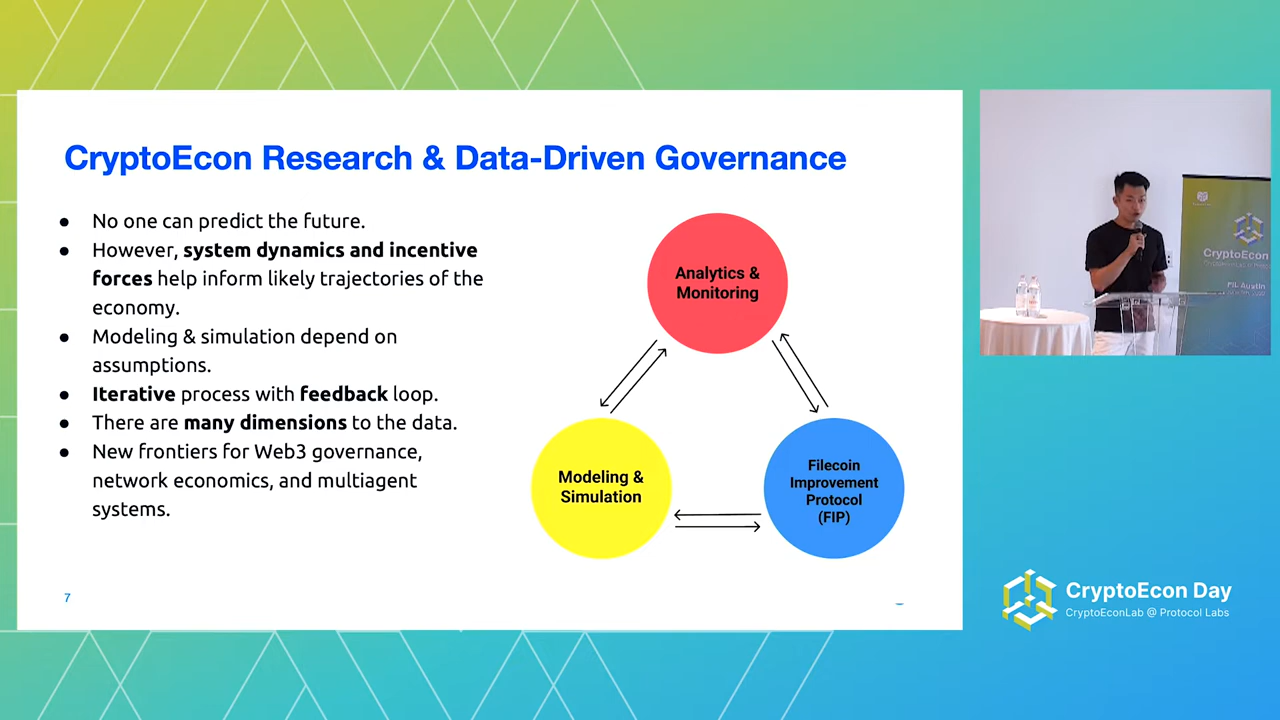 CryptoEcon Research & Data-Driven Governance
● No one can predict the future.
● However, system dynamics and incentive
forces help inform likely trajectories of the
economy.
● Modeling & simulation depend on
assumptions.
● Iterative process with feedback loop.
● There are many dimensions to the data.
● New frontiers for Web3 governance,
network economics, and multiagent
systems.
Analytics &
Monitoring
Modeling &
Simulation
Filecoin
Improvement
Protocol
(FIP)
7
CryptoEcon
FIL Austin
CryptoEcon Day
CryptoEconLab @ Protocol Labs